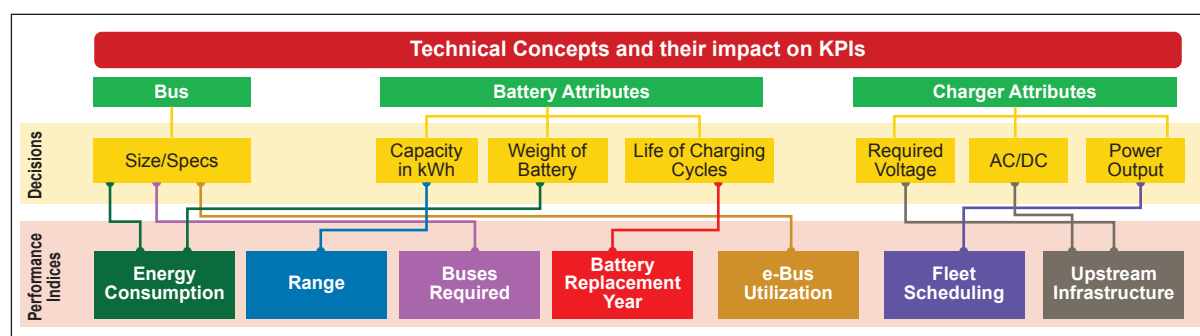 Technical Concepts and their impact on KPIs
Bus
Battery Attributes
Charger Attributes
Decisions
Size/Specs
Capacity
in kWh
Weight of
Battery
Life of Charging
Cycles
Required
Voltage
AC/DC
Power
Output
Performance
Indices
Energy
Consumption
Range
Buses
Required
Battery
Replacement
Year
e-Bus
Utilization
Fleet
Scheduling
Upstream
Infrastructure